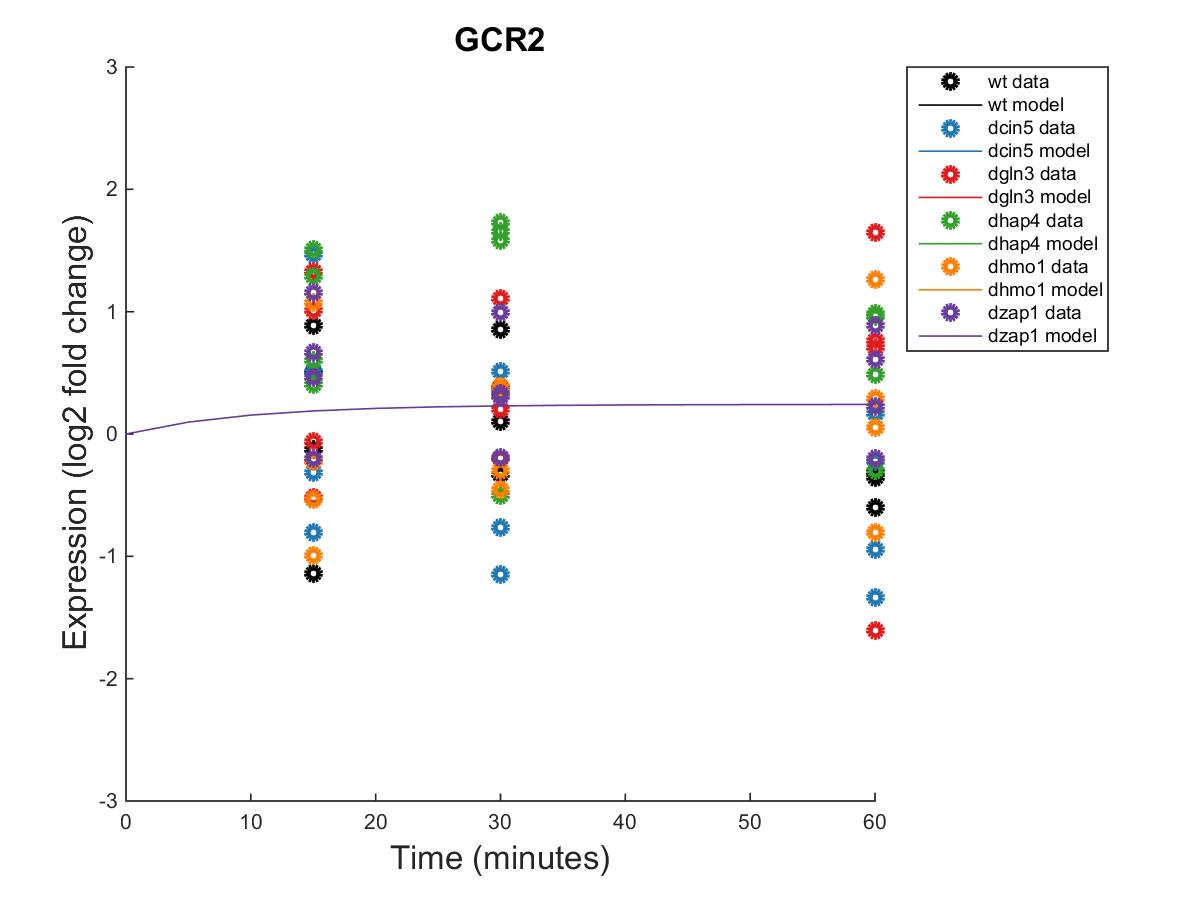 GCR2
3
2
1
0
-1
-2
-3
Expression (log2 fold change)
0 10 20 30 40 50 60
Time (minutes)
wt data
wt model
dcin5 data
dcin5 model
dgln3 data
dgln3 model
dhap4 data
dhap4 model
dhmo1 data
dhmo1 model
dzap1 data
dzap1 model